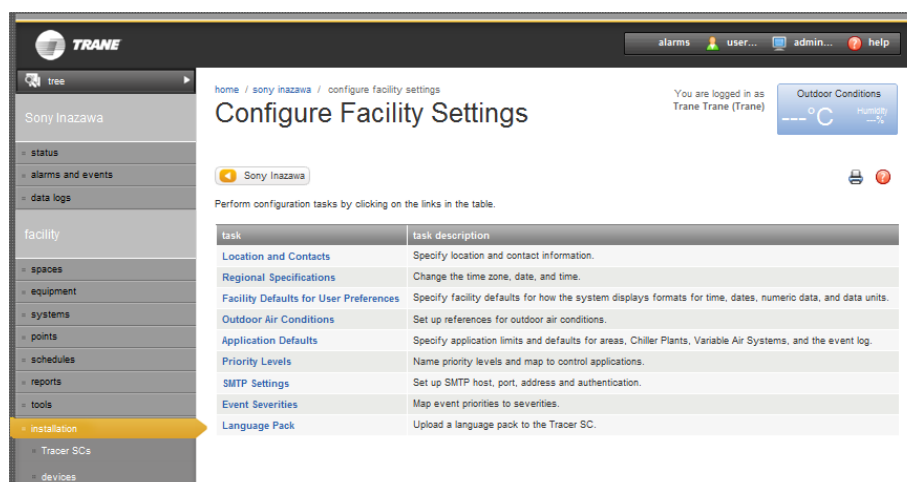 TRANE
alarms user... admin... help
tree
Sony Inazawa
status
alarms and events
data logs
facility
spaces
equipment
systems
points
schedules
reports
tools
installation
Tracer SCs
devices
home / sony inazawa / configure facility settings
Configure Facility Settings
You are logged in as
Trane Trane (Trane)
Outdoor Conditions
---°C
Humidity
--%
Sony Inazawa
Perform configuration tasks by clicking on the links in the table.
task task description
Location and Contacts Specify location and contact information.
Regional Specifications Change the time zone, date, and time.
Facility Defaults for User Preferences Specify facility defaults for how the system displays formats for time, dates, numeric data, and data units.
Outdoor Air Conditions Set up references for outdoor air conditions.
Application Defaults Specify application limits and defaults for areas, Chiller Plants, Variable Air Systems, and the event log.
Priority Levels Name priority levels and map to control applications.
SMTP Settings Set up SMTP host, port, address and authentication.
Event Severities Map event priorities to severities.
Language Pack Upload a language pack to the Tracer SC.